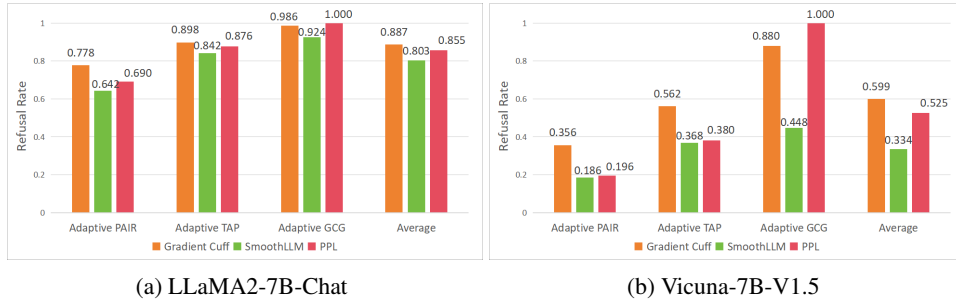 1
0.8
0.6
0.4
0.2
0
Refusal Rate
0.778
0.642
0.690
0.898
0.842
0.876
0.986
0.924
1.000
0.887
0.803
0.855
Adaptive PAIR
Adaptive TAP
Adaptive GCG
Average
Gradient Cuff SmoothLLM PPL
(a) LLaMA2-7B-Chat
1
0.8
0.6
0.4
0.2
0
Refusal Rate
0.356
0.186
0.196
0.562
0.368
0.380
0.880
0.448
1.000
0.599
0.334
0.525
Adaptive PAIR
Adaptive TAP
Adaptive GCG
Average
Gradient Cuff SmoothLLM PPL
(b) Vicuna-7B-V1.5